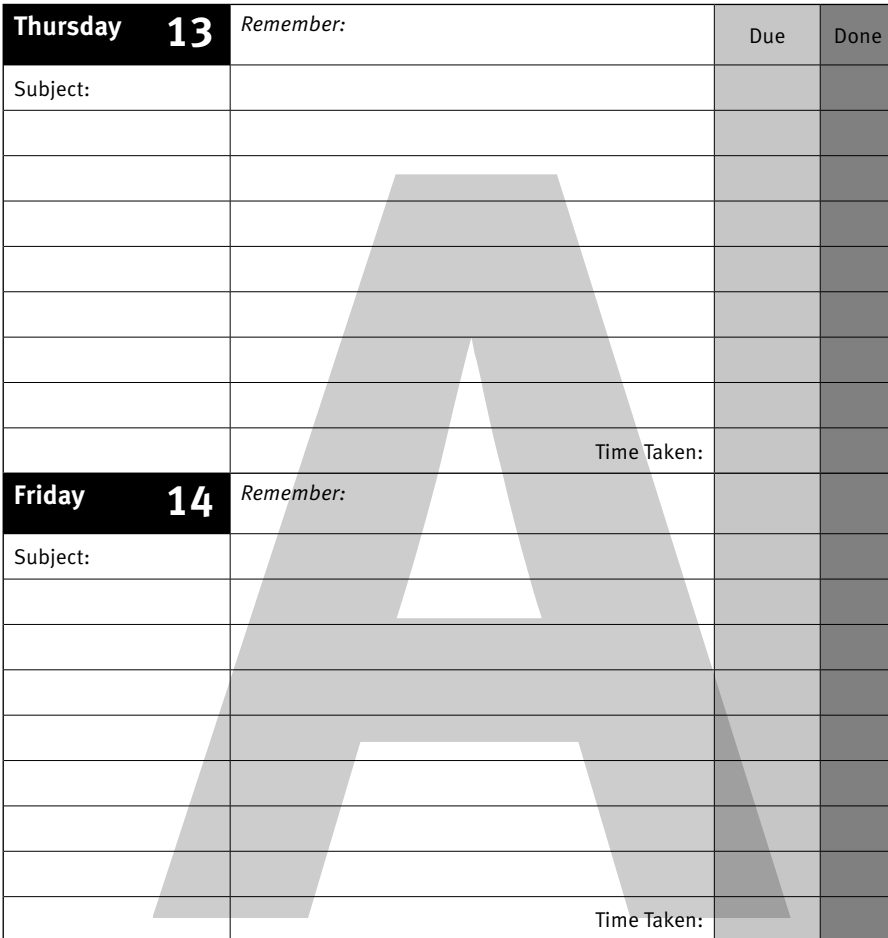 Thursday 13 Remember: Due Done
Subject:
Time Taken:
Friday 14 Remember:
Subject:
Time Taken:
A